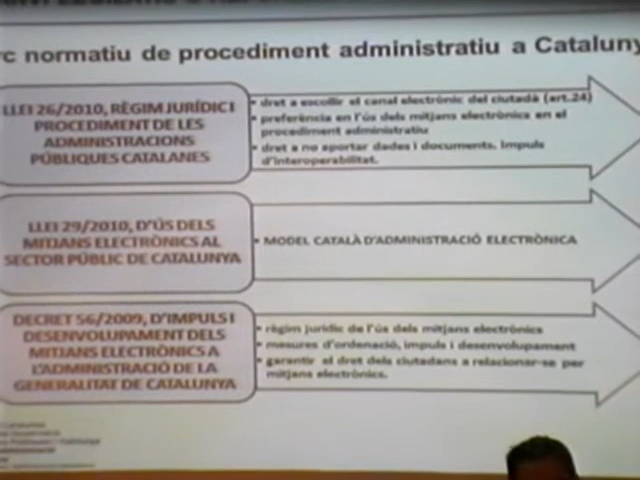 c normatiu de procediment administratiu a Cataluny
LLEI 26/2010, RÈGIM JURÍDIC I
PROCEDIMENT DE LES
ADMINISTRACIONS
PÚBLIQUES CATALANES
• dret a escollir el canal electrònic del ciutadà (art.24)
• preferència en l'ús dels mitjans electrònics en el
procediment administratiu
• dret a no aportar dades i documents. Impuls
d'interoperabilitat.
LLEI 29/2010, D'ÚS DELS
MITJANS ELECTRÒNICS AL
SECTOR PÚBLIC DE CATALUNYA
• MODEL CATALÀ D'ADMINISTRACIÓ ELECTRÒNICA
DECRET 56/2009, D'IMPULS I
DESENVOLUPAMENT DELS
MITJANS ELECTRÒNICS A
L'ADMINISTRACIÓ DE LA
GENERALITAT DE CATALUNYA
• règim jurídic de l'ús dels mitjans electrònics
• mesures d'ordenació, impuls i desenvolupament
• garantir el dret dels ciutadans a relacionar-se per
mitjans electrònics.